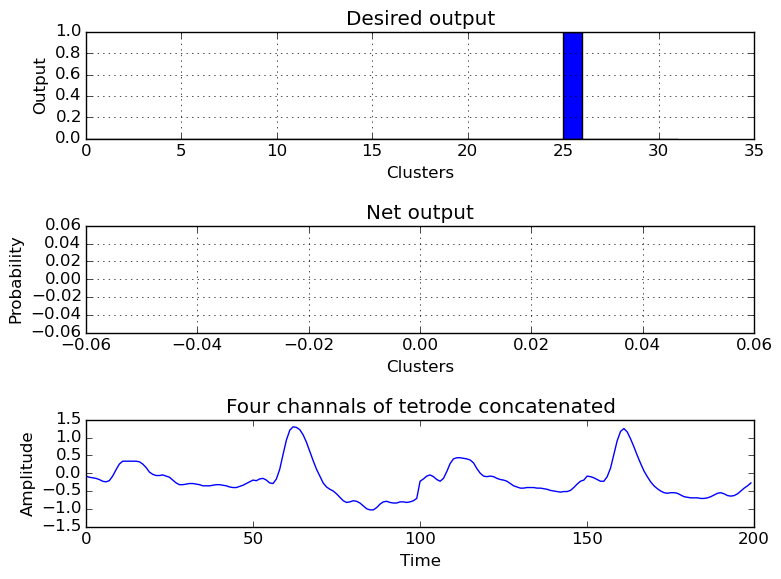 Desired output
1.0
0.8
0.6
0.4
0.2
0.0
Output
0 5 10 15 20 25 30 35
Clusters
Net output
0.06
0.04
0.02
0.00
−0.02
−0.04
−0.06
Probability
−0.06 −0.04 −0.02 0.00 0.02 0.04 0.06
Clusters
Four channels of tetrode concatenated
1.5
1.0
0.5
0.0
−0.5
−1.0
−1.5
Amplitude
0 50 100 150 200
Time